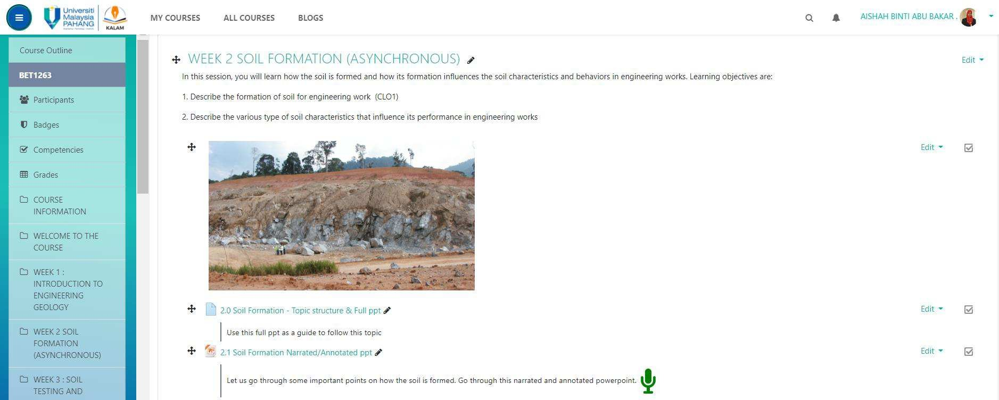 Universiti
Malaysia
PAHANG
UMP
KALAM
MY COURSES
ALL COURSES
BLOGS
AISHAH BINTI ABU BAKAR .
Course Outline
BET1263
Participants
Badges
Competencies
Grades
COURSE
INFORMATION
WELCOME TO THE
COURSE
WEEK 1 :
INTRODUCTION TO
ENGINEERING
GEOLOGY
WEEK 2 SOIL
FORMATION
(ASYNCHRONOUS)
WEEK 3 : SOIL
TESTING AND
WEEK 2 SOIL FORMATION (ASYNCHRONOUS)
Edit
In this session, you will learn how the soil is formed and how its formation influences the soil characteristics and behaviors in engineering works. Learning objectives are:
1. Describe the formation of soil for engineering work  (CLO1)
2. Describe the various type of soil characteristics that influence its performance in engineering works
Edit
2.0 Soil Formation - Topic structure & Full ppt
Edit
Use this full ppt as a guide to follow this topic
2.1 Soil Formation Narrated/Annotated ppt
Edit
Let us go through some important points on how the soil is formed. Go through this narrated and annotated powerpoint.